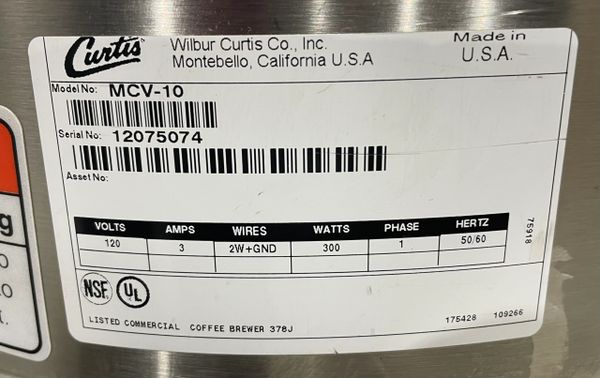 Curtis
Wilbur Curtis Co., Inc.
Montebello, California U.S.A
Made in
U.S.A.
Model No: MCV-10
Serial No: 12075074
Asset No:
VOLTS AMPS WIRES WATTS PHASE HERTZ
120 3 2W+GND 300 1 50/60
75918
NSF UL
LISTED COMMERCIAL COFFEE BREWER 378J
175428 109266
g
O